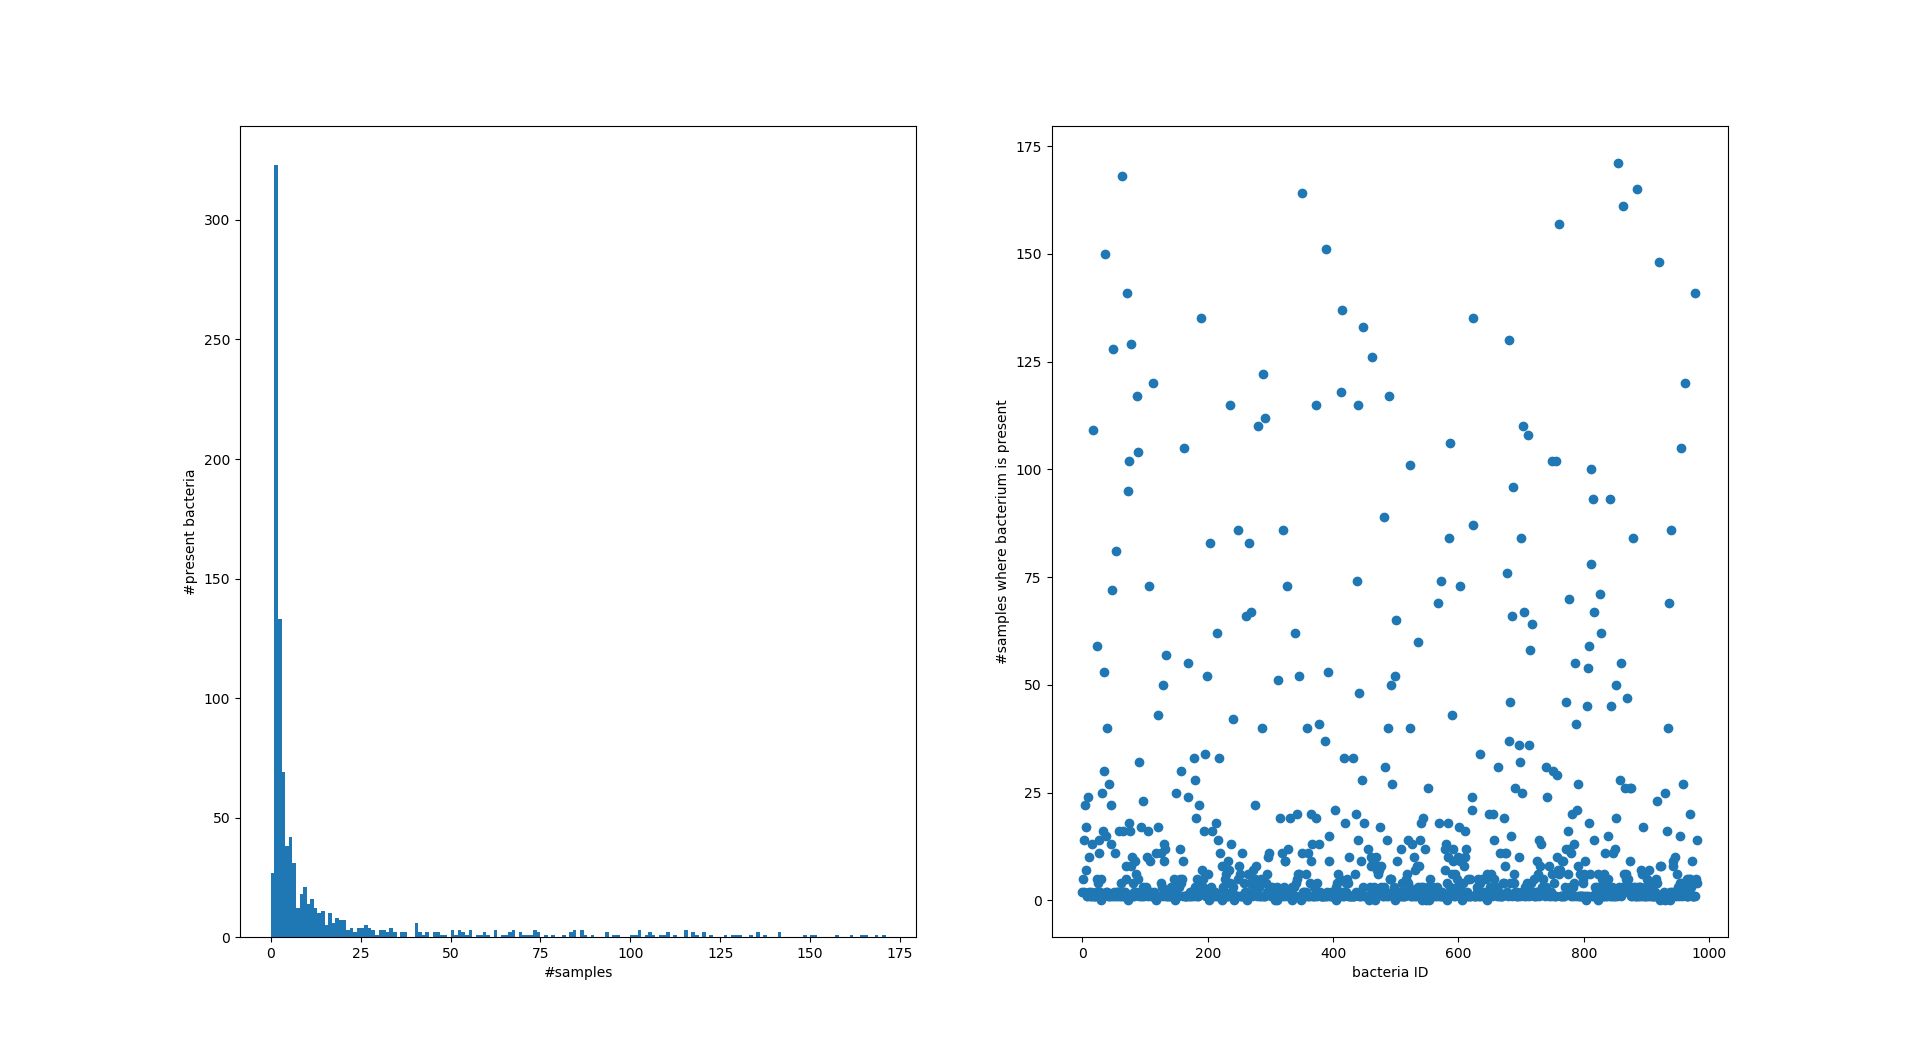 #present bacteria
300
250
200
150
100
50
0
0 25 50 75 100 125 150 175
#samples
#samples where bacterium is present
175
150
125
100
75
50
25
0
0 200 400 600 800 1000
bacteria ID